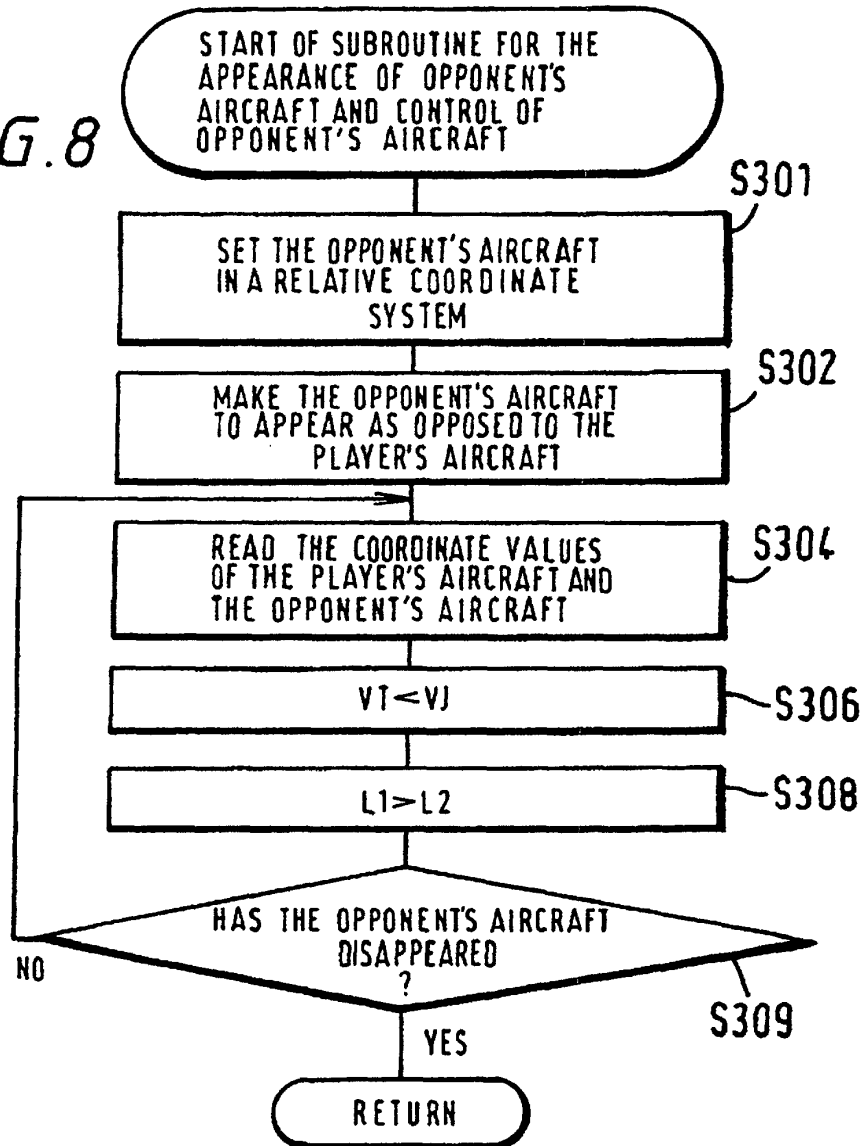 G.8
START OF SUBROUTINE FOR THE
APPEARANCE OF OPPONENT'S
AIRCRAFT AND CONTROL OF
OPPONENT'S AIRCRAFT
S301
SET THE OPPONENT'S AIRCRAFT
IN A RELATIVE COORDINATE
SYSTEM
S302
MAKE THE OPPONENT'S AIRCRAFT
TO APPEAR AS OPPOSED TO THE
PLAYER'S AIRCRAFT
S304
READ THE COORDINATE VALUES
OF THE PLAYER'S AIRCRAFT AND
THE OPPONENT'S AIRCRAFT
VT<VJ
S306
L1>L2
S308
HAS THE OPPONENT'S AIRCRAFT
DISAPPEARED
?
NO
S309
YES
RETURN